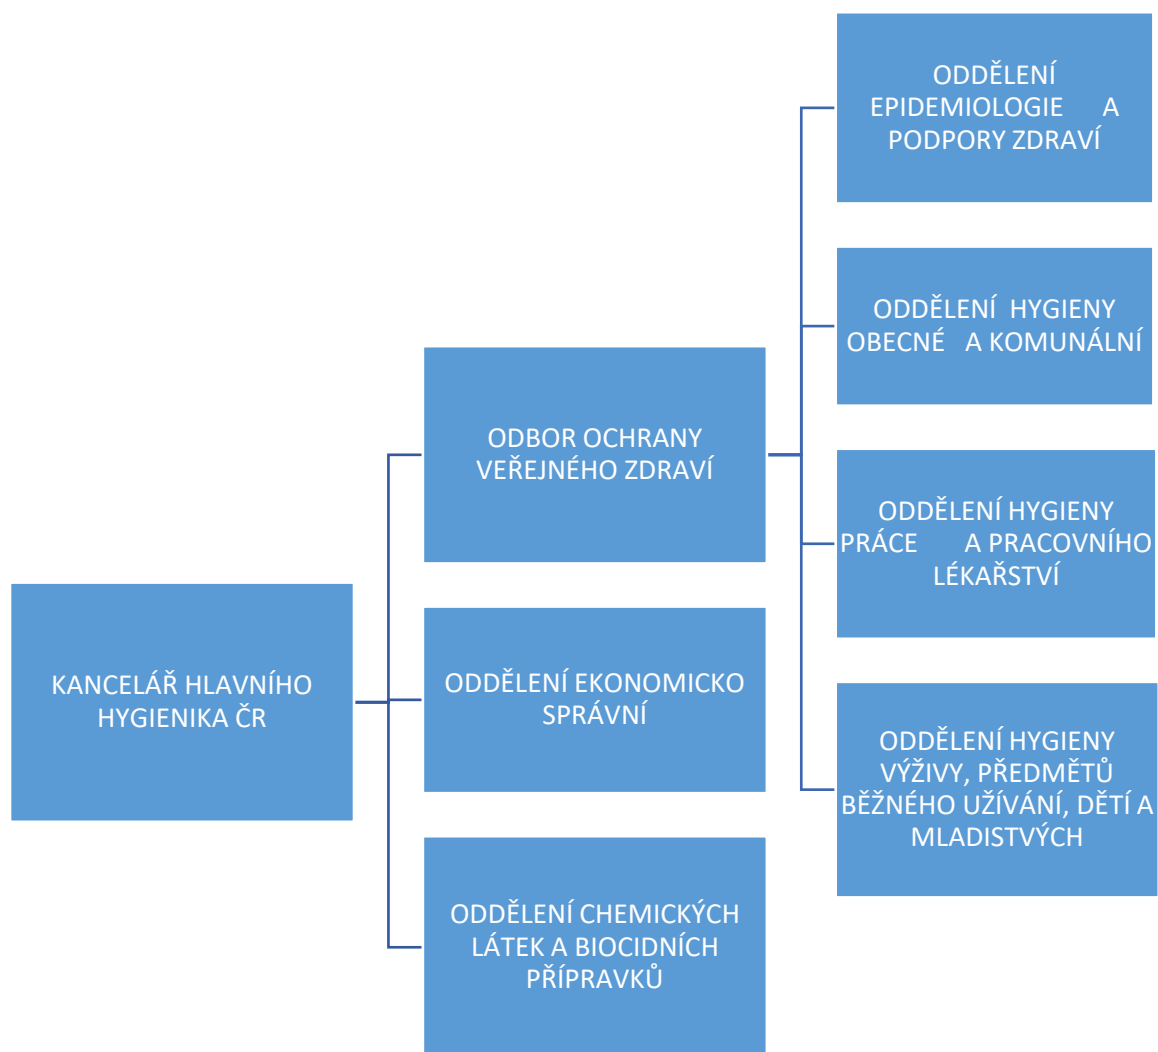 KANCELÁŘ HLAVNÍHO
HYGIENIKA ČR
ODBOR OCHRANY
VEŘEJNÉHO ZDRAVÍ
ODDĚLENÍ EPIDEMIOLOGIE A
PODPORY ZDRAVÍ
ODDĚLENÍ HYGIENY
OBECNÉ A KOMUNÁLNÍ
ODDĚLENÍ HYGIENY
PRÁCE A PRACOVNÍHO
LÉKAŘSTVÍ
ODDĚLENÍ HYGIENY
VÝŽIVY, PŘEDMĚTŮ
BĚŽNÉHO UŽÍVÁNÍ, DĚTÍ A
MLADISTVÝCH
ODDĚLENÍ EKONOMICKO
SPRÁVNÍ
ODDĚLENÍ CHEMICKÝCH
LÁTEK A BIOCIDNÍCH
PŘÍPRAVKŮ